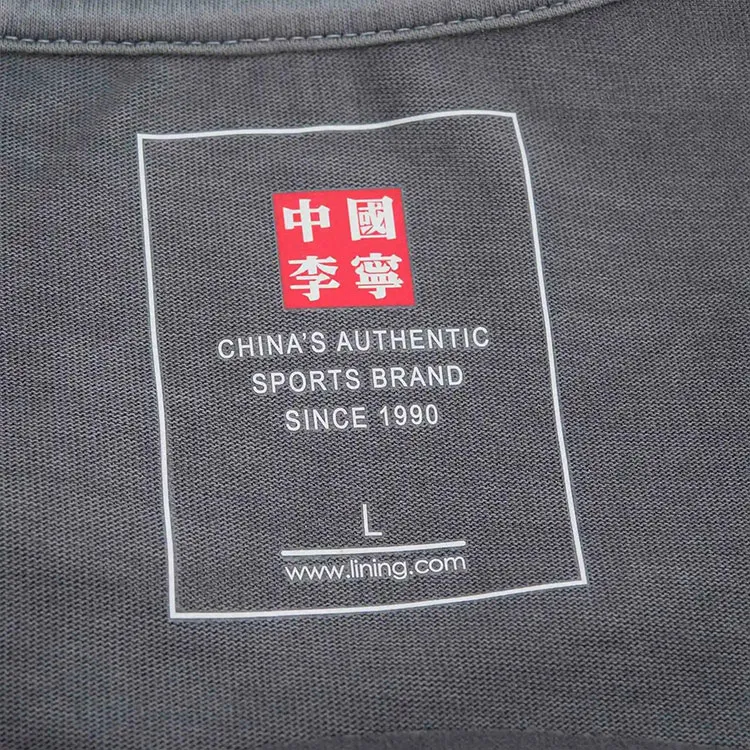 中國
李寧
CHINA'S AUTHENTIC
SPORTS BRAND
SINCE 1990
L
www.lining.com